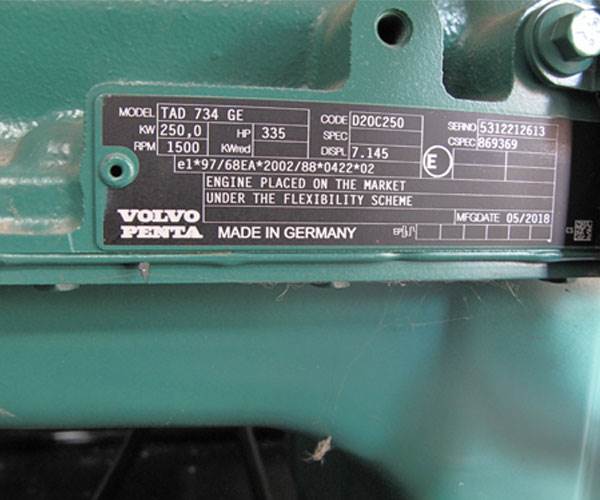 MODEL TAD 734 GE CODE D20C250 SERNO 5312212613
KW 250,0 HP 335 SPEC CSPEC 869369
RPM 1500 KWred DISPL 7.145
e1*97/68EA*2002/88*0422*02 E
ENGINE PLACED ON THE MARKET
UNDER THE FLEXIBILITY SCHEME
VOLVO
PENTA MADE IN GERMANY MFGDATE 05/2018